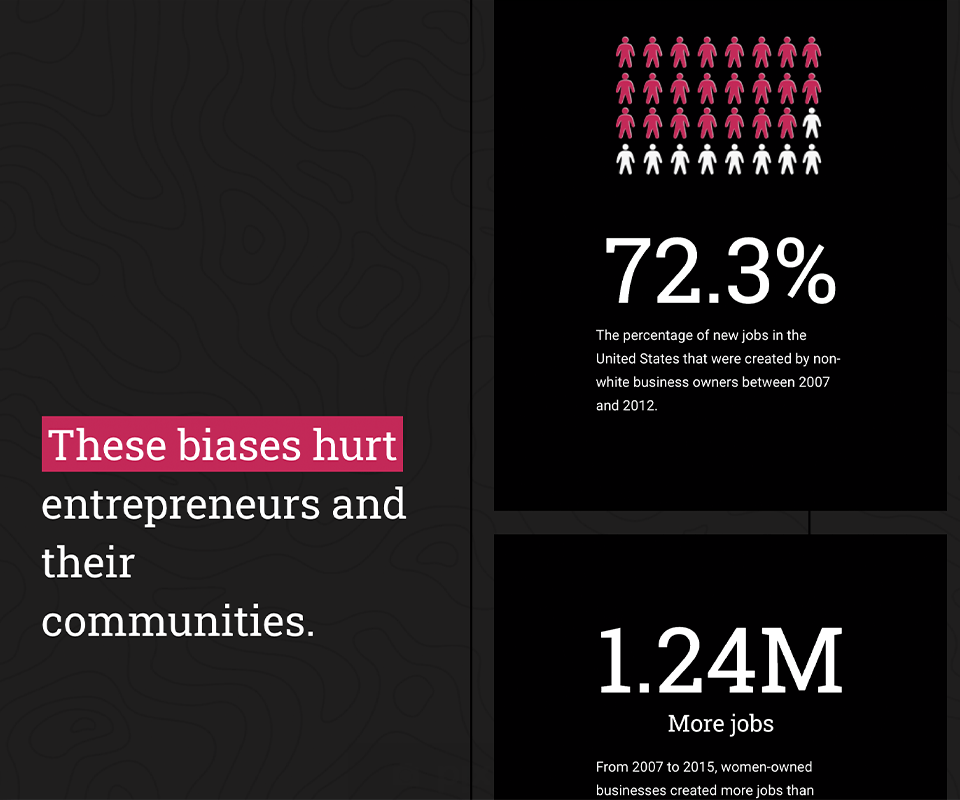 These biases hurt
entrepreneurs and
their
communities.
72.3%
The percentage of new jobs in the
United States that were created by non-
white business owners between 2007
and 2012.
1.24M
More jobs
From 2007 to 2015, women-owned
businesses created more jobs than